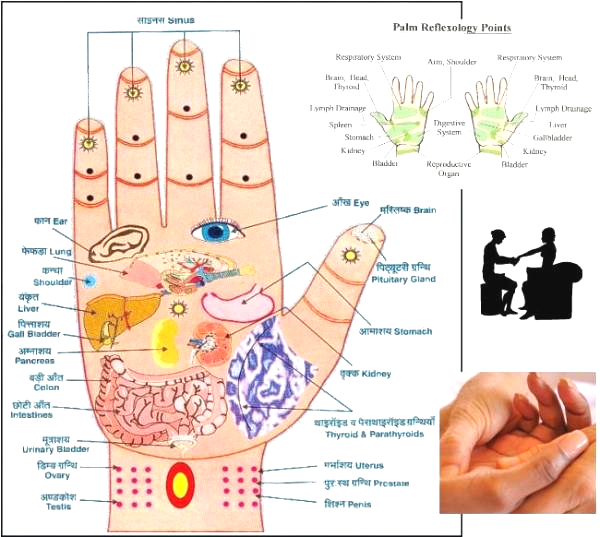 साइनस Sinus
कान Ear
फेफड़ा Lung
कन्धा
Shoulder
यकृत
Liver
पित्ताशय
Gall Bladder
अग्नाशय
Pancreas
बड़ी आँत
Colon
छोटी आँत
Intestines
मूत्राशय
Urinary Bladder
डिम्ब ग्रन्थि
Ovary
अण्डकोश
Testis
आँख Eye
मस्तिष्क Brain
पिट्यूटरी ग्रन्थि
Pituitary Gland
आमाशय Stomach
वृक्क Kidney
थाइरॉइड व पैराथाइरॉइड ग्रन्थियाँ
Thyroid & Parathyroids
गर्भाशय Uterus
पुरःस्थ ग्रन्थि Prostate
शिश्न Penis
Palm Reflexology Points
Respiratory System
Arm, Shoulder
Respiratory System
Brain, Head,
Thyroid
Brain, Head,
Thyroid
Lymph Drainage
Lymph Drainage
Spleen
Digestive
System
Liver
Stomach
Gallbladder
Kidney
Kidney
Bladder
Reproductive
Organ
Bladder